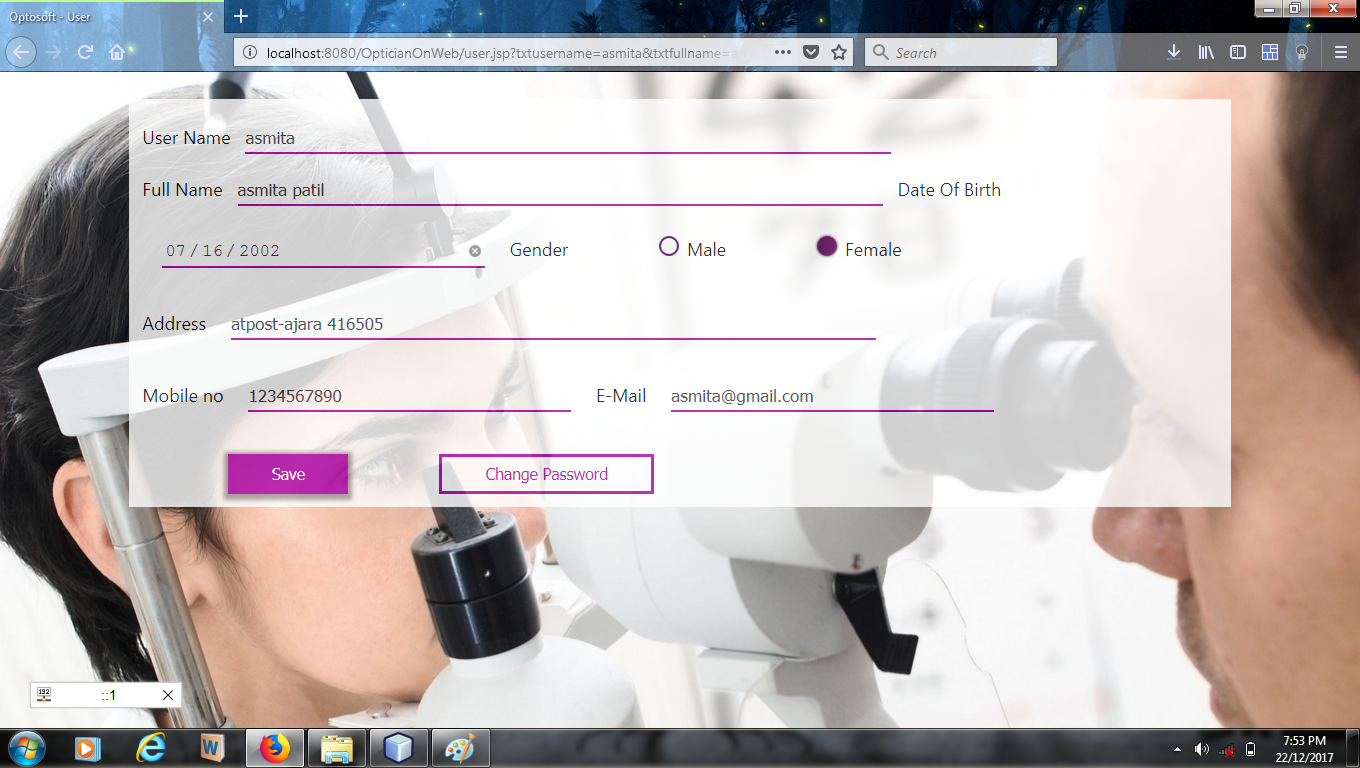 Optosoft - User
localhost:8080/OpticianOnWeb/user.jsp?txtusername=asmita&txtfullname=a
Search
User Name asmita
Full Name asmita patil Date Of Birth
07 / 16 / 2002 Gender Male Female
Address atpost-ajara 416505
Mobile no 1234567890 E-Mail asmita@gmail.com
Save Change Password
::1
7:53 PM
22/12/2017